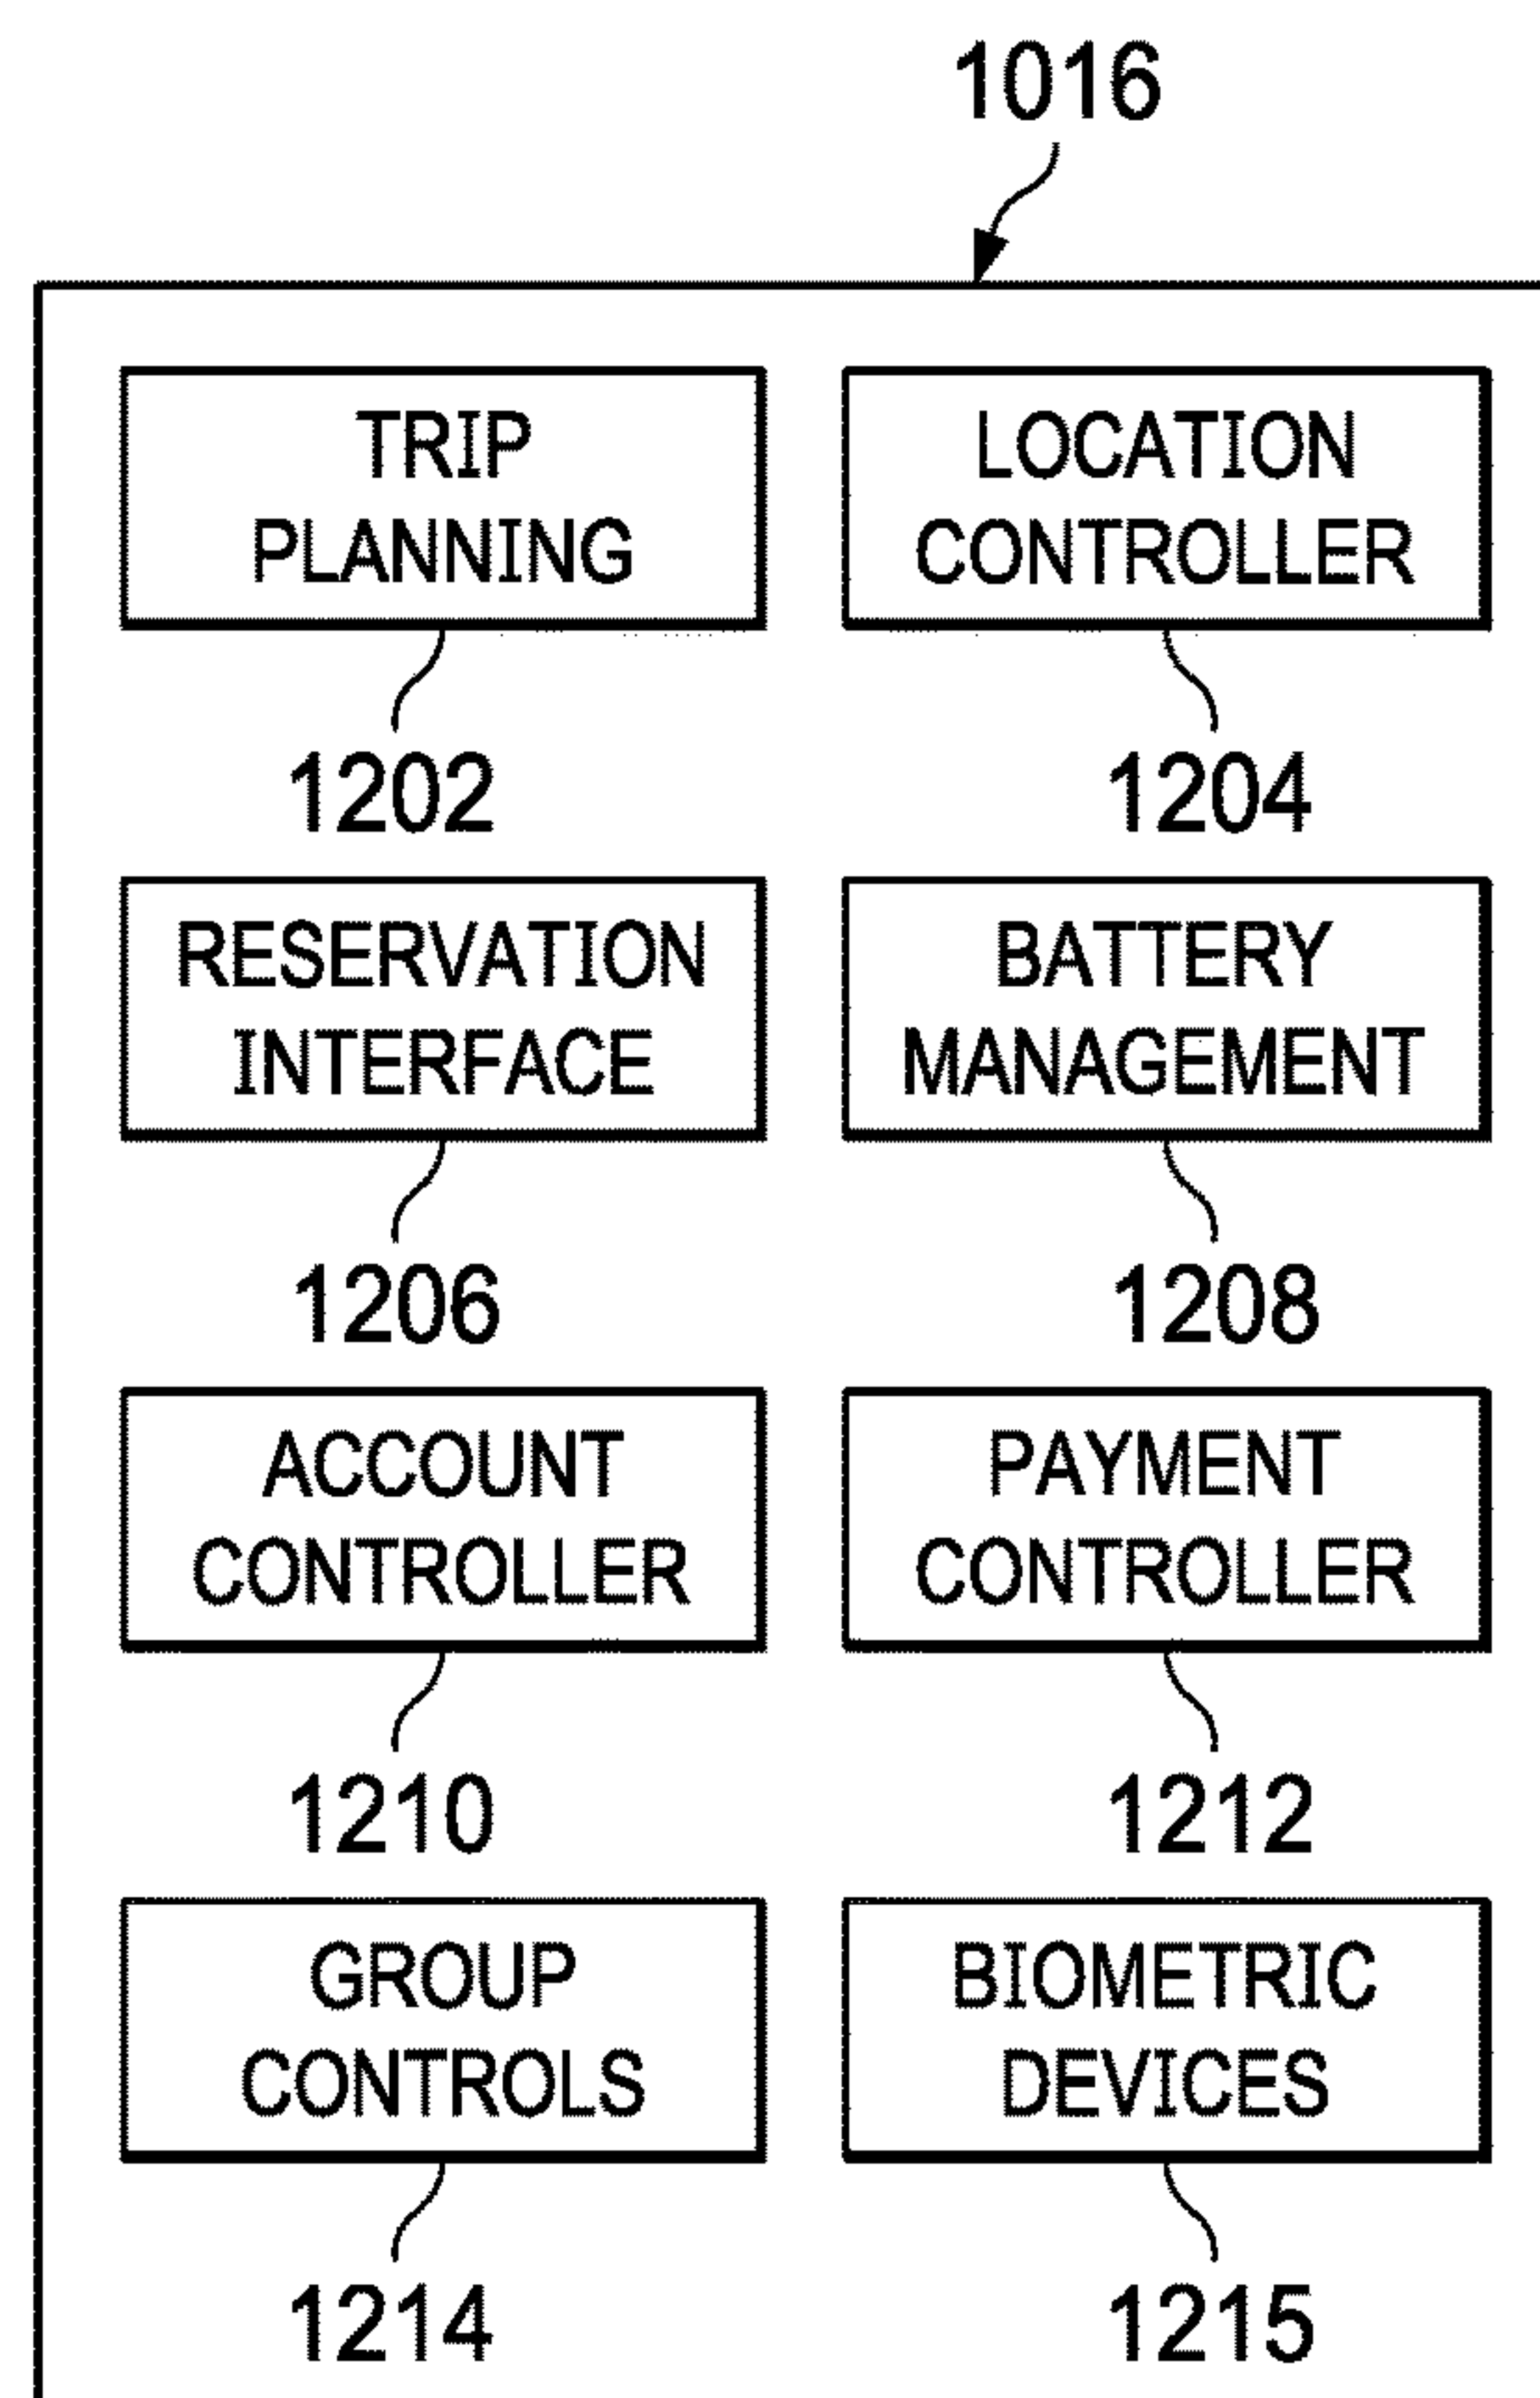 1016
TRIP
PLANNING
1202
LOCATION
CONTROLLER
1204
RESERVATION
INTERFACE
1206
BATTERY
MANAGEMENT
1208
ACCOUNT
CONTROLLER
1210
PAYMENT
CONTROLLER
1212
GROUP
CONTROLS
1214
BIOMETRIC
DEVICES
1215